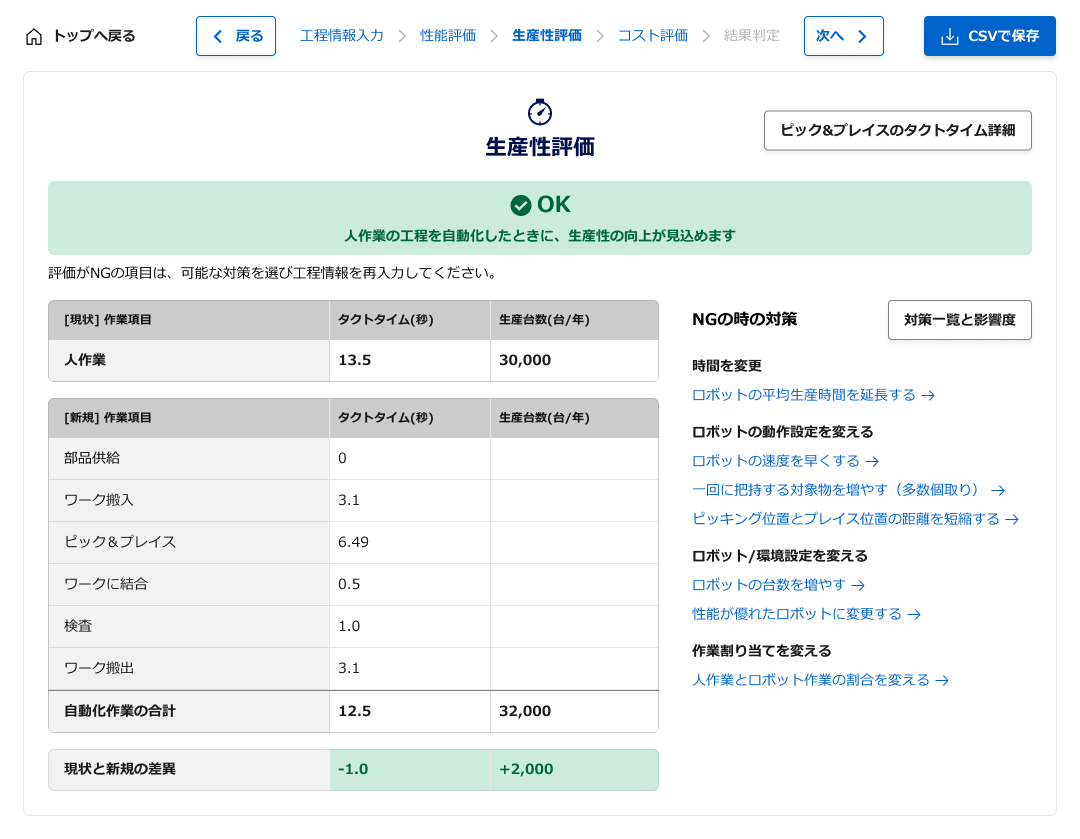 トップへ戻る
戻る
工程情報入力
性能評価
生産性評価
コスト評価
結果判定
次へ
CSVで保存
生産性評価
ピック&プレイスのタクトタイム詳細
OK
人作業の工程を自動化したときに、生産性の向上が見込めます
評価がNGの項目は、可能な対策を選び工程情報を再入力してください。
[現状] 作業項目 タクトタイム(秒) 生産台数(台/年)
人作業 13.5 30,000
[新規] 作業項目 タクトタイム(秒) 生産台数(台/年)
部品供給 0
ワーク搬入 3.1
ピック＆プレイス 6.49
ワークに結合 0.5
検査 1.0
ワーク搬出 3.1
自動化作業の合計 12.5 32,000
現状と新規の差異 -1.0 +2,000
NGの時の対策
対策一覧と影響度
時間を変更
ロボットの平均生産時間を延長する →
ロボットの動作設定を変える
ロボットの速度を早くする →
一回に把持する対象物を増やす（多数個取り） →
ピッキング位置とプレイス位置の距離を短縮する →
ロボット/環境設定を変える
ロボットの台数を増やす →
性能が優れたロボットに変更する →
作業割り当てを変える
人作業とロボット作業の割合を変える →